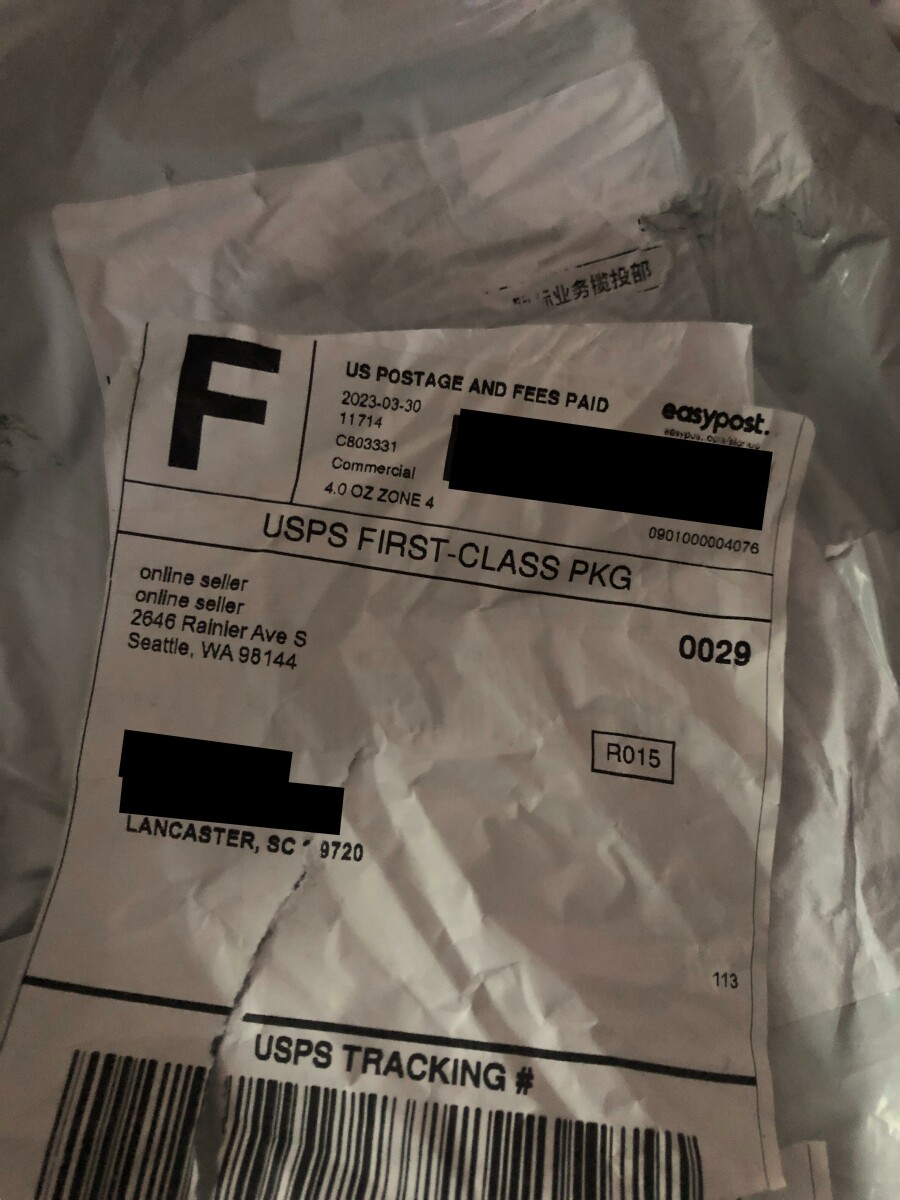 业务揽投部
F
US POSTAGE AND FEES PAID
2023-03-30
11714
C803331
Commercial
4.0 OZ ZONE 4
easypost.
0901000004076
USPS FIRST-CLASS PKG
online seller
online seller
2646 Rainier Ave S
Seattle, WA 98144
0029
R015
LANCASTER, SC 9720
113
USPS TRACKING #